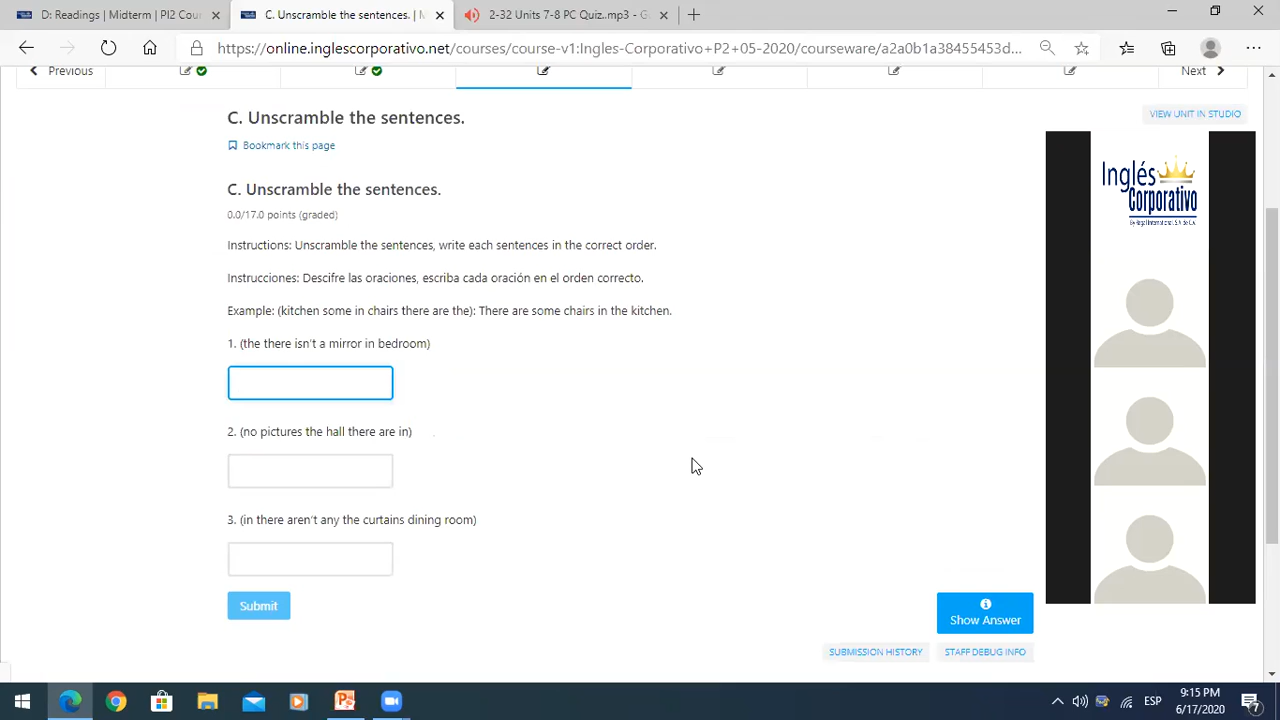 D: Readings | Midterm | PI2 Cour
C. Unscramble the sentences. | M
2-32 Units 7-8 PC Quiz..mp3 - G
https://online.inglescorporativo.net/courses/course-v1:Ingles-Corporativo+P2+05-2020/courseware/a2a0b1a38455453d...
Previous
Next
C. Unscramble the sentences.
VIEW UNIT IN STUDIO
Bookmark this page
C. Unscramble the sentences.
0.0/17.0 points (graded)
Instructions: Unscramble the sentences, write each sentences in the correct order.
Instrucciones: Descifre las oraciones, escriba cada oración en el orden correcto.
Example: (kitchen some in chairs there are the): There are some chairs in the kitchen.
1. (the there isn't a mirror in bedroom)
2. (no pictures the hall there are in)
3. (in there aren't any the curtains dining room)
Submit
Show Answer
SUBMISSION HISTORY
STAFF DEBUG INFO
Inglés
Corporativo
ESP
9:15 PM
6/17/2020
7